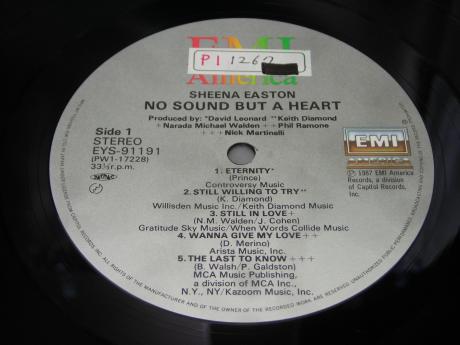 EMI
America
P1 1260
SHEENA EASTON
NO SOUND BUT A HEART
Produced by: *David Leonard **Keith Diamond
+Narada Michael Walden ++Phil Ramone
+++Nick Martinelli
Side 1
STEREO
EYS-91191
(PW1-17228)
33⅓r.p.m.
EMI
AMERICA
Ⓟ 1987 EMI America
Records, a division
of Capitol Records,
Inc.
1. ETERNITY*
(Prince)
Controversy Music
2. STILL WILLING TO TRY**
(K. Diamond)
Willisden Music Inc./Keith Diamond Music
3. STILL IN LOVE+
(N.M. Walden/J. Cohen)
Gratitude Sky Music/When Words Collide Music
4. WANNA GIVE MY LOVE++
(D. Merino)
Arista Music, Inc.
5. THE LAST TO KNOW+++
(B. Walsh/P. Galdston)
MCA Music Publishing,
a division of MCA Inc.,
N.Y., NY/Kazoom Music, Inc.